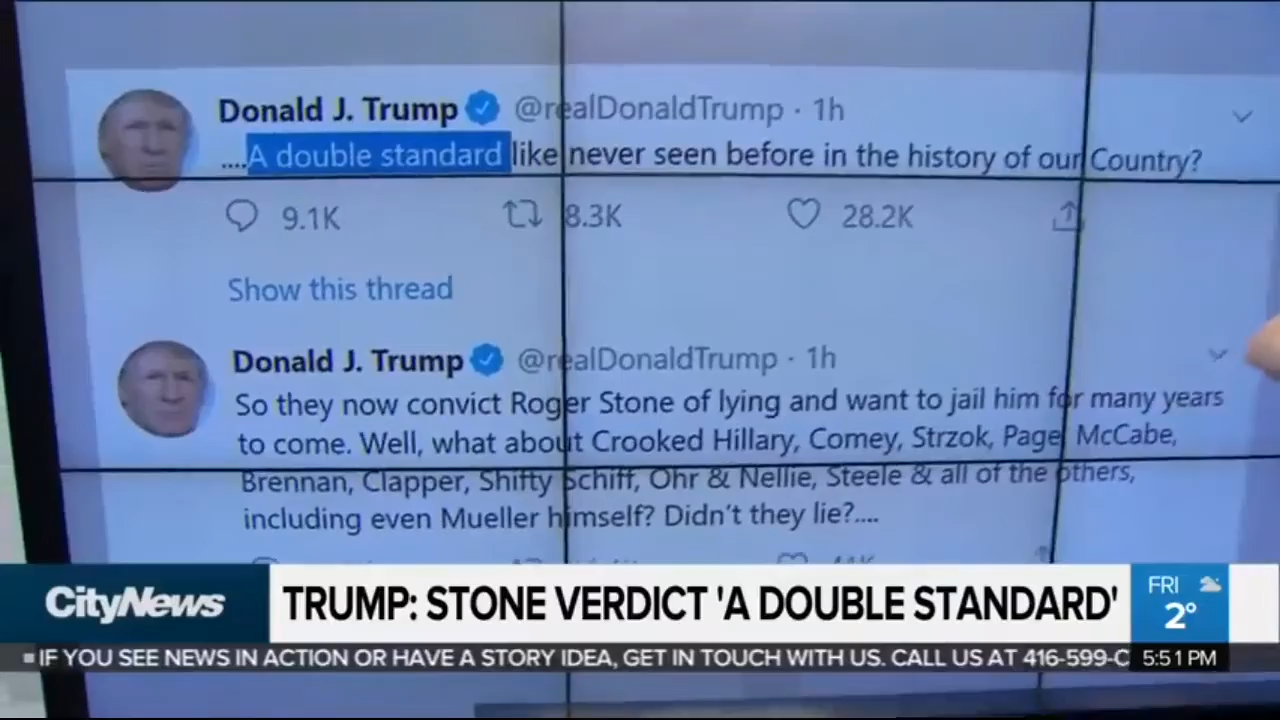 Donald J. Trump @realDonaldTrump · 1h
....A double standard like never seen before in the history of our Country?
9.1K 8.3K 28.2K
Show this thread
Donald J. Trump @realDonaldTrump · 1h
So they now convict Roger Stone of lying and want to jail him for many years
to come. Well, what about Crooked Hillary, Comey, Strzok, Page, McCabe,
Brennan, Clapper, Shifty Schiff, Ohr & Nellie, Steele & all of the others,
including even Mueller himself? Didn't they lie?....
CityNews
TRUMP: STONE VERDICT 'A DOUBLE STANDARD'
FRI
2°
IF YOU SEE NEWS IN ACTION OR HAVE A STORY IDEA, GET IN TOUCH WITH US. CALL US AT 416-599-
5:51 PM